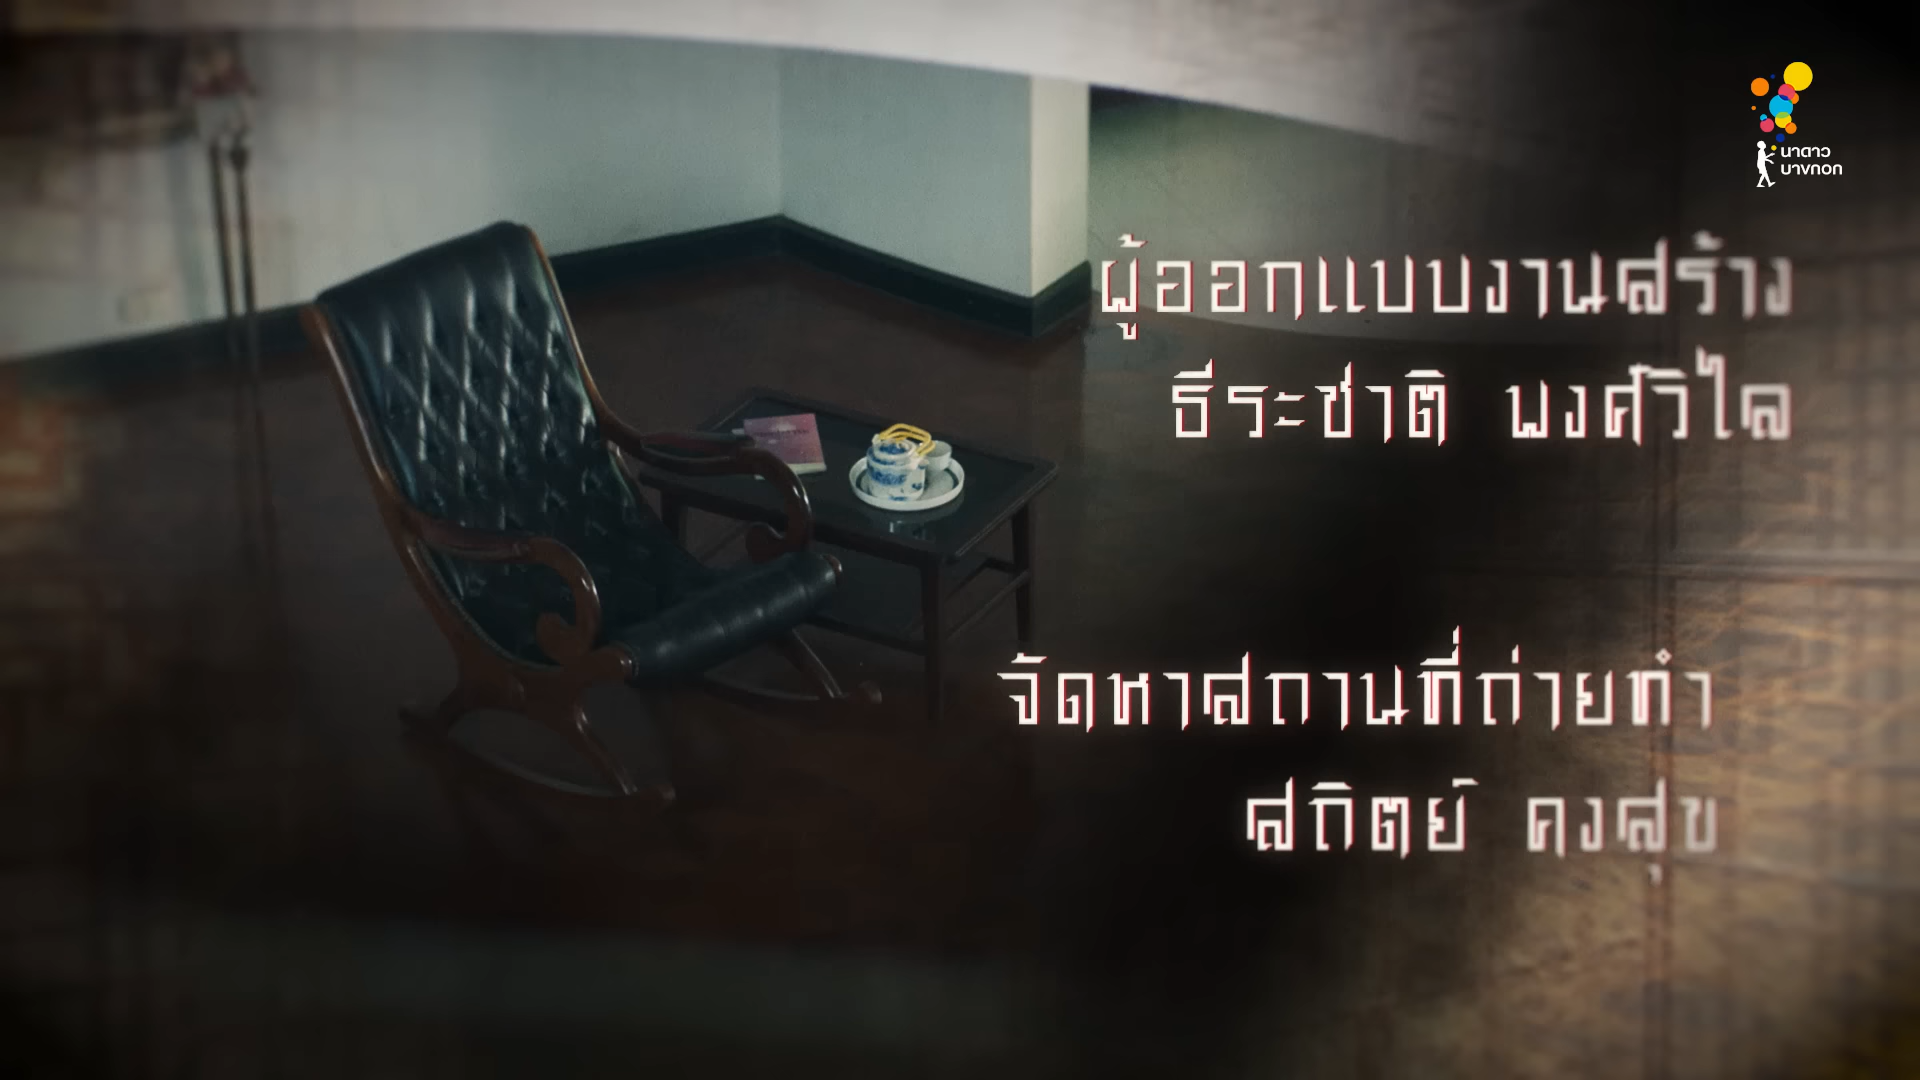 นาดาว
บางกอก
ผู้ออกแบบงานสร้าง
ธีระชาติ พงศ์วิไล
จัดหาสถานที่ถ่ายทำ
สถิตย์ คงสุข